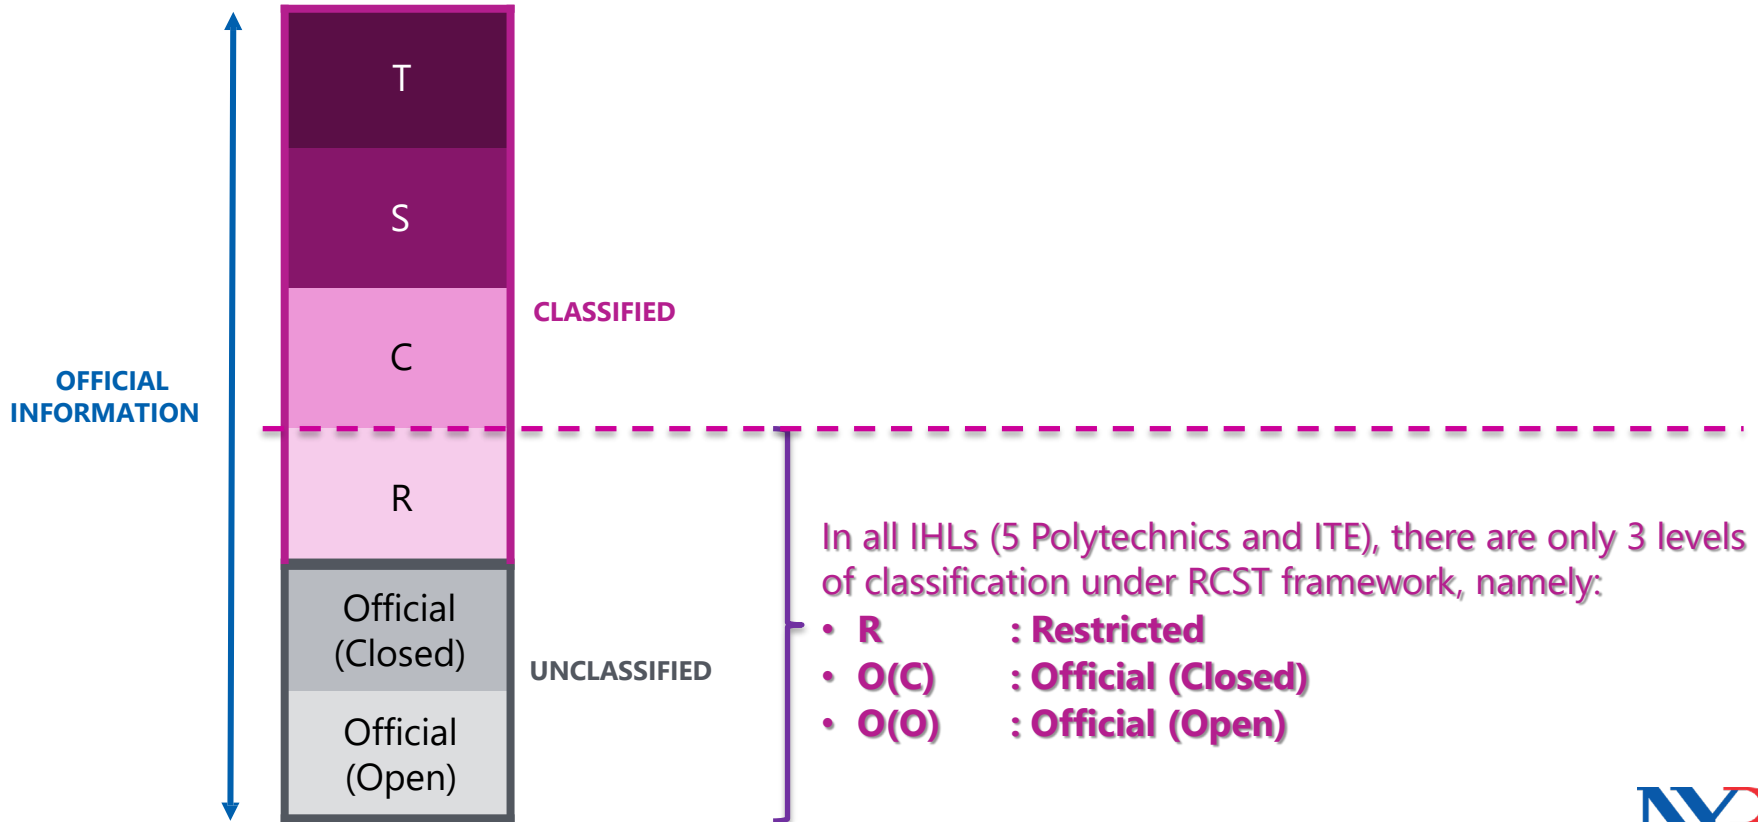 T
S
CLASSIFIED
C
OFFICIAL
INFORMATION
R
In all IHLs (5 Polytechnics and ITE), there are only 3 levels
of classification under RCST framework, namely:
Official
(Closed)
• R : Restricted
UNCLASSIFIED
• O(C) : Official (Closed)
• O(O) : Official (Open)
Official
(Open)